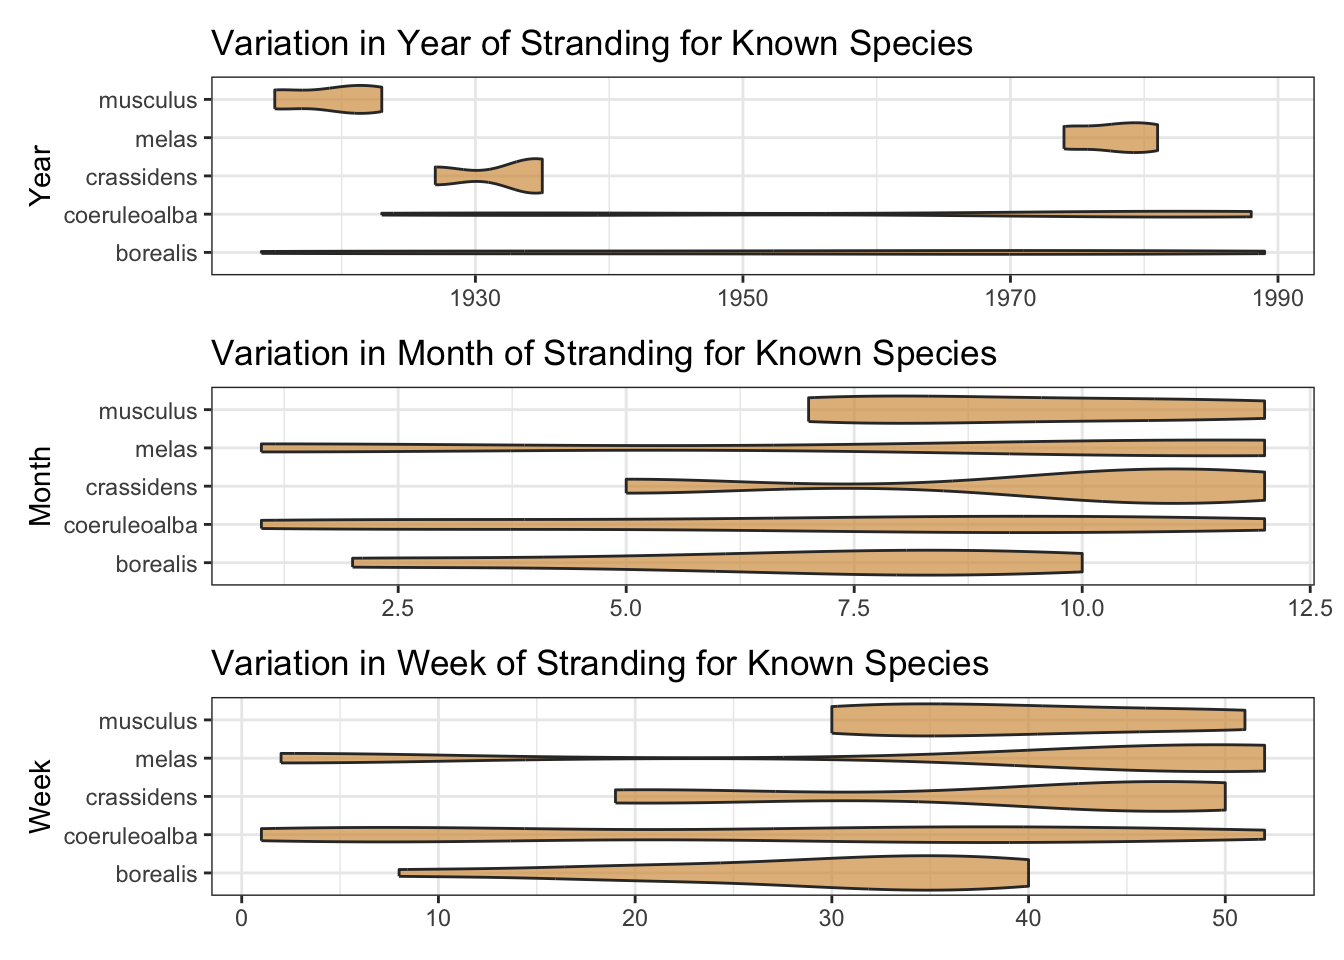 Variation in Year of Stranding for Known Species
Year
musculus
melas
crassidens
coeruleoalba
borealis
1930 1950 1970 1990
Variation in Month of Stranding for Known Species
Month
musculus
melas
crassidens
coeruleoalba
borealis
2.5 5.0 7.5 10.0 12.5
Variation in Week of Stranding for Known Species
Week
musculus
melas
crassidens
coeruleoalba
borealis
0 10 20 30 40 50